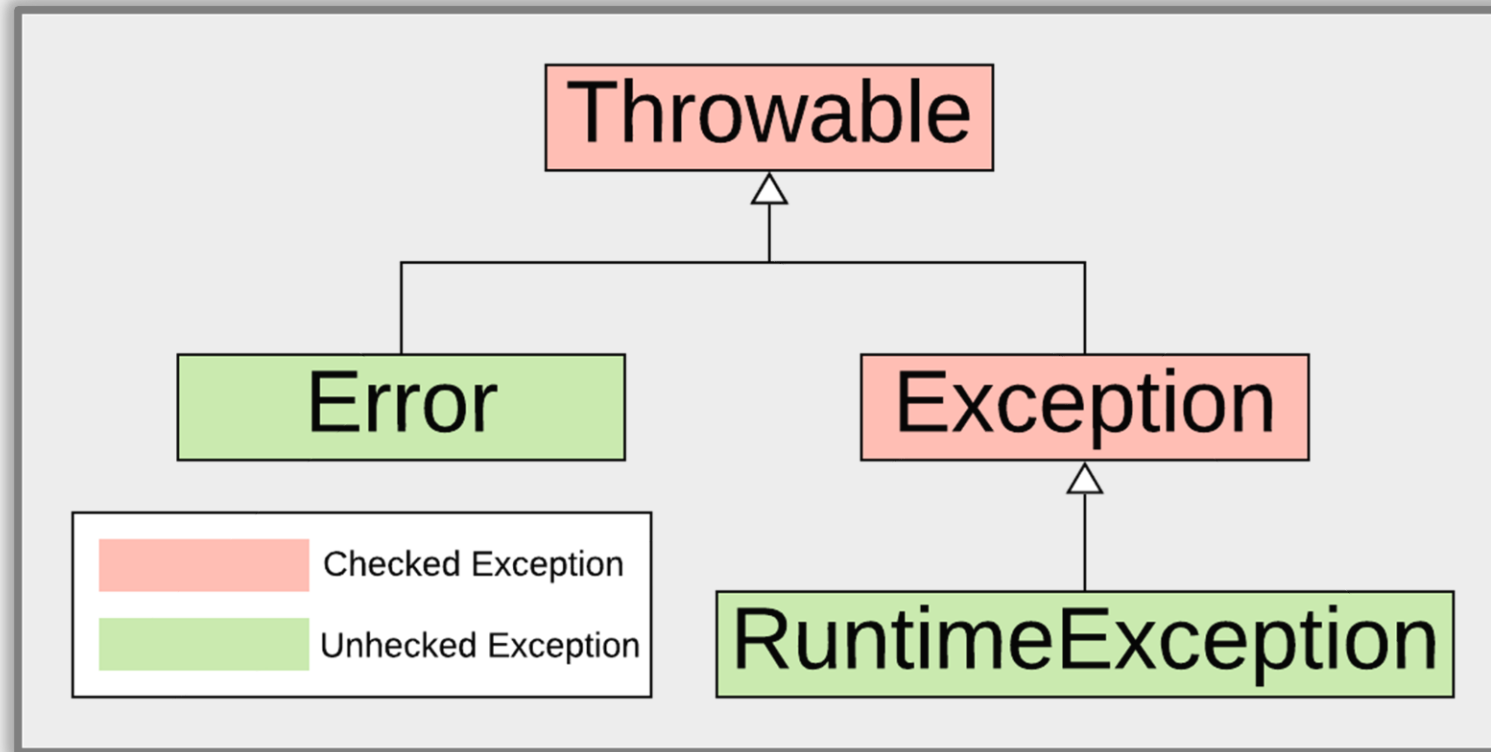 Throwable
Error
Exception
Checked Exception
Unhecked Exception
RuntimeException